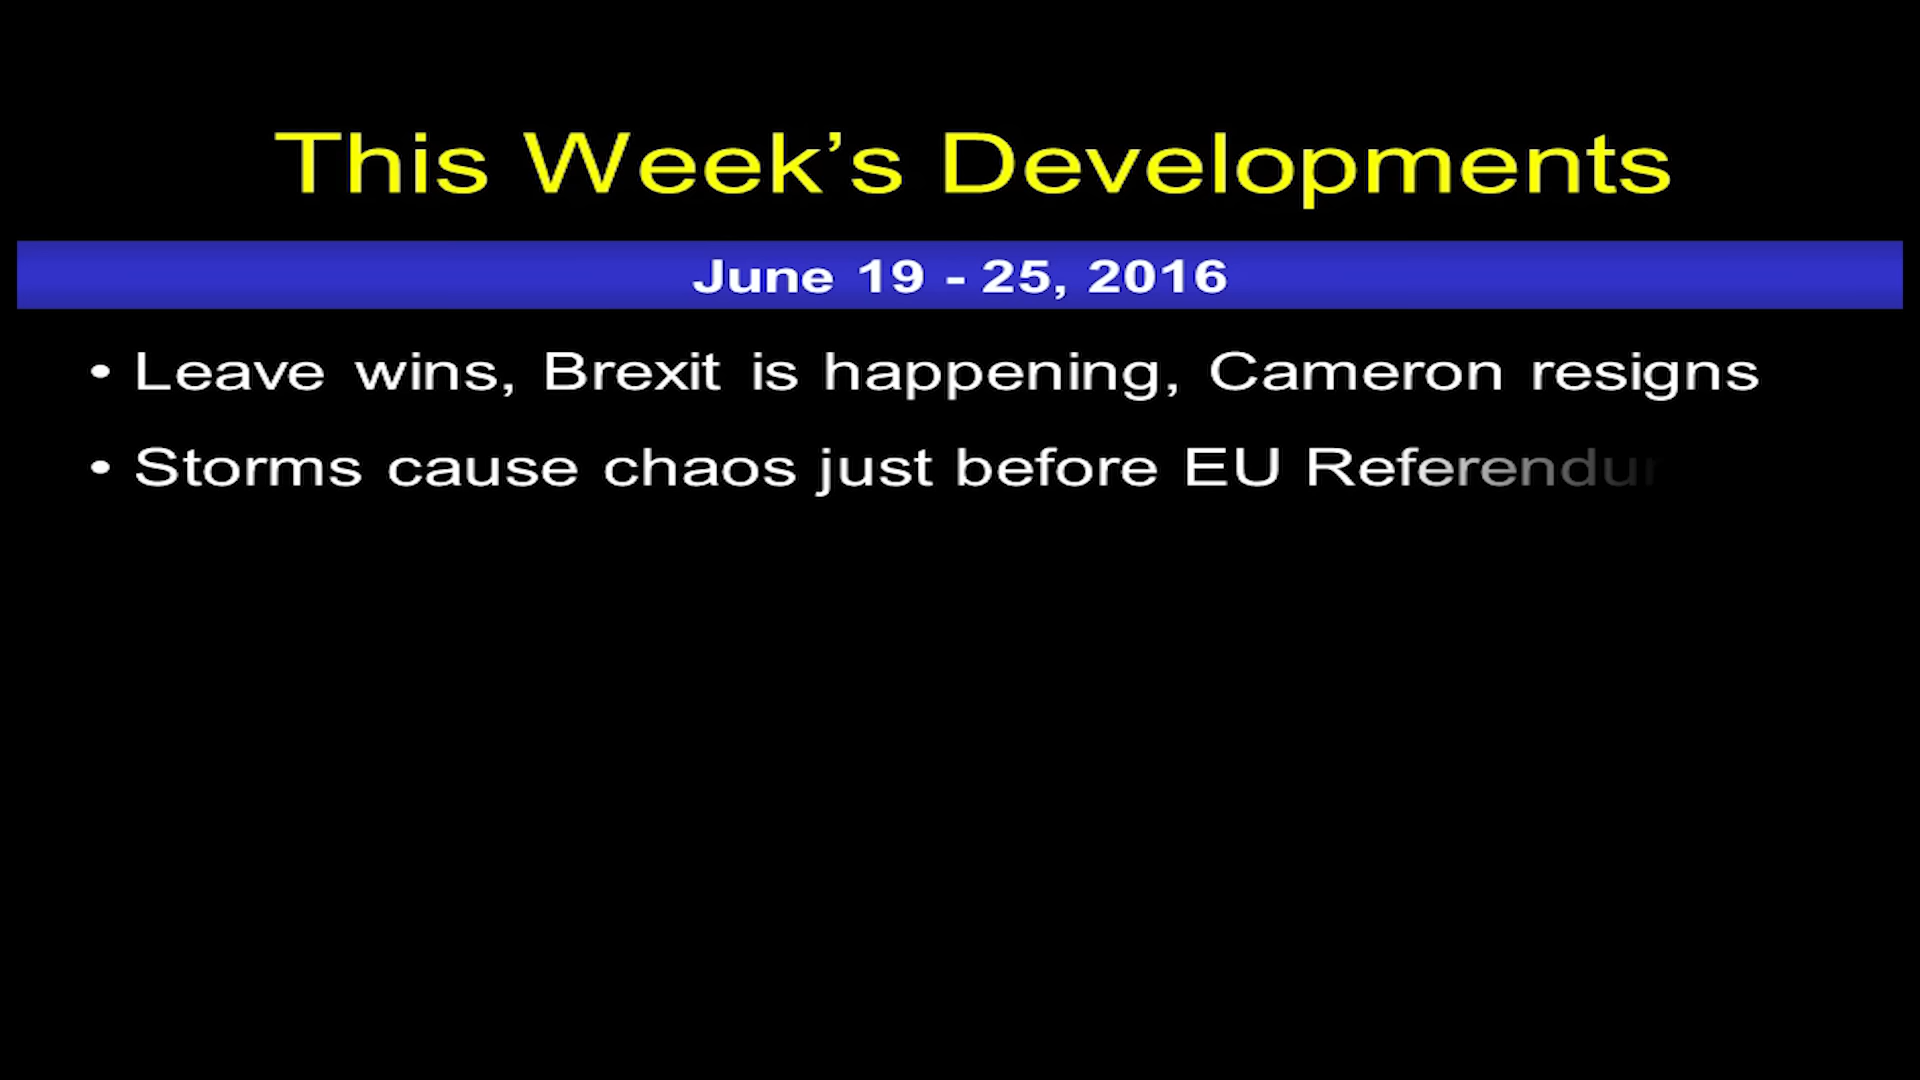 This Week’s Developments
June 19 - 25, 2016
• Leave wins, Brexit is happening, Cameron resigns
• Storms cause chaos just before EU Referendur